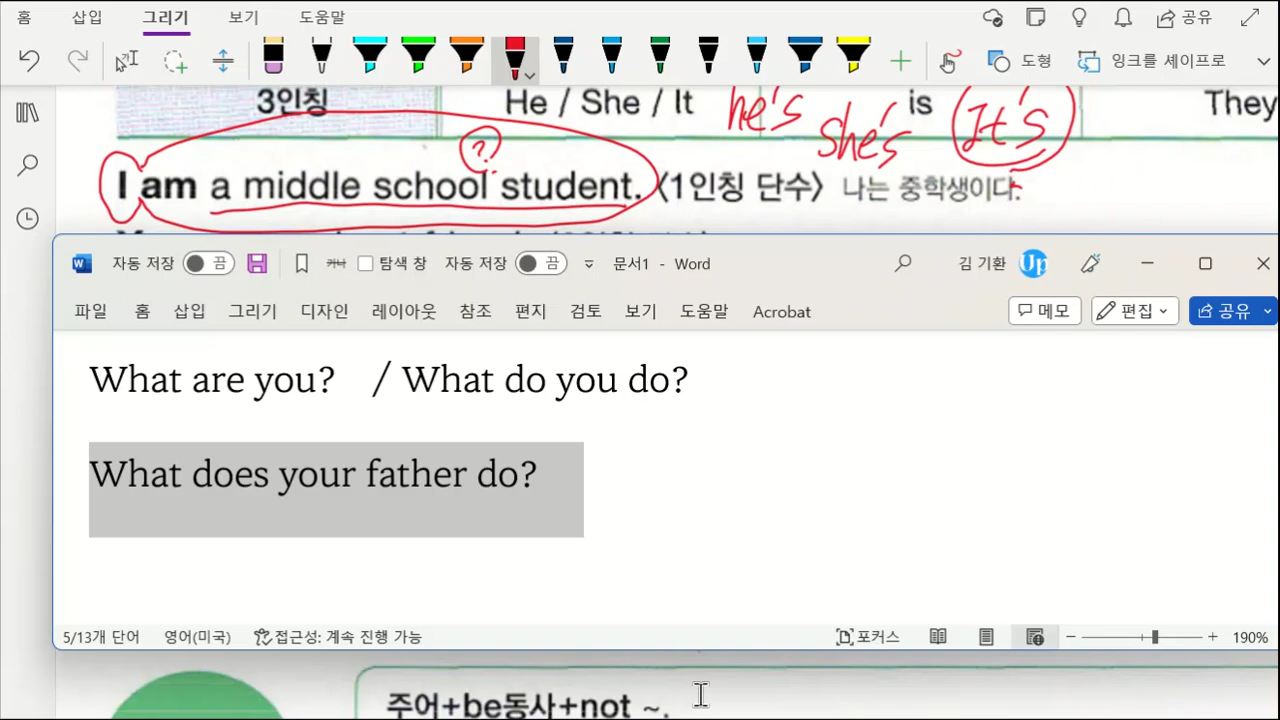 홈 삽입 그리기 보기 도움말 공유
도형 잉크를 셰이프로
3인칭 He / She / It he's she's is It's They
?
I am a middle school student. 〈1인칭 단수〉 나는 중학생이다.
자동 저장 끔 가나 탐색 창 자동 저장 끔 문서1 - Word 김 기환 Up
파일 홈 삽입 그리기 디자인 레이아웃 참조 편지 검토 보기 도움말 Acrobat 메모 편집 공유
What are you? / What do you do?
What does your father do?
5/13개 단어 영어(미국) 접근성: 계속 진행 가능 포커스 190%
주어+be동사+not ~.